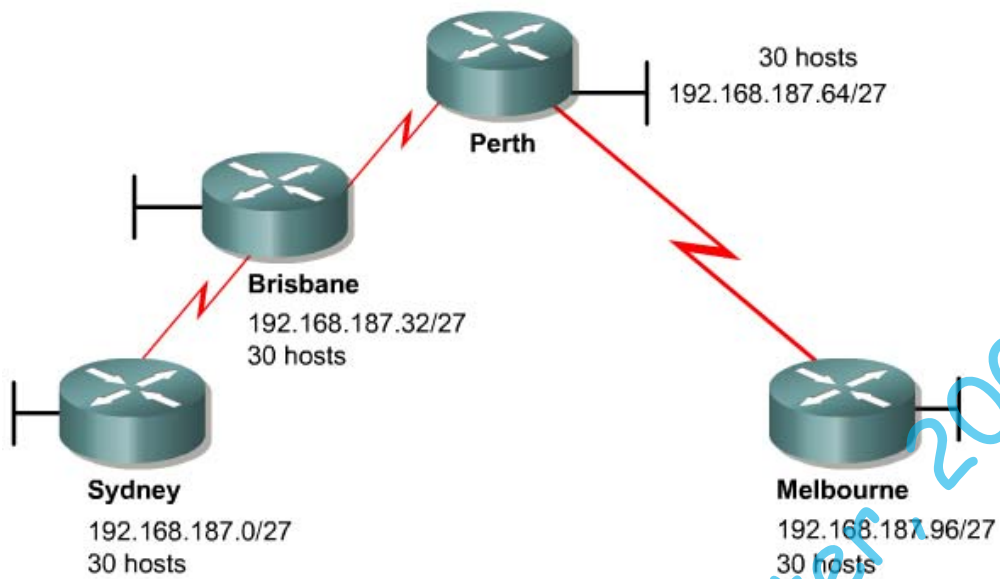 30 hosts
192.168.187.64/27
Perth
Brisbane
192.168.187.32/27
30 hosts
Sydney
192.168.187.0/27
30 hosts
Melbourne
192.168.187.96/27
30 hosts